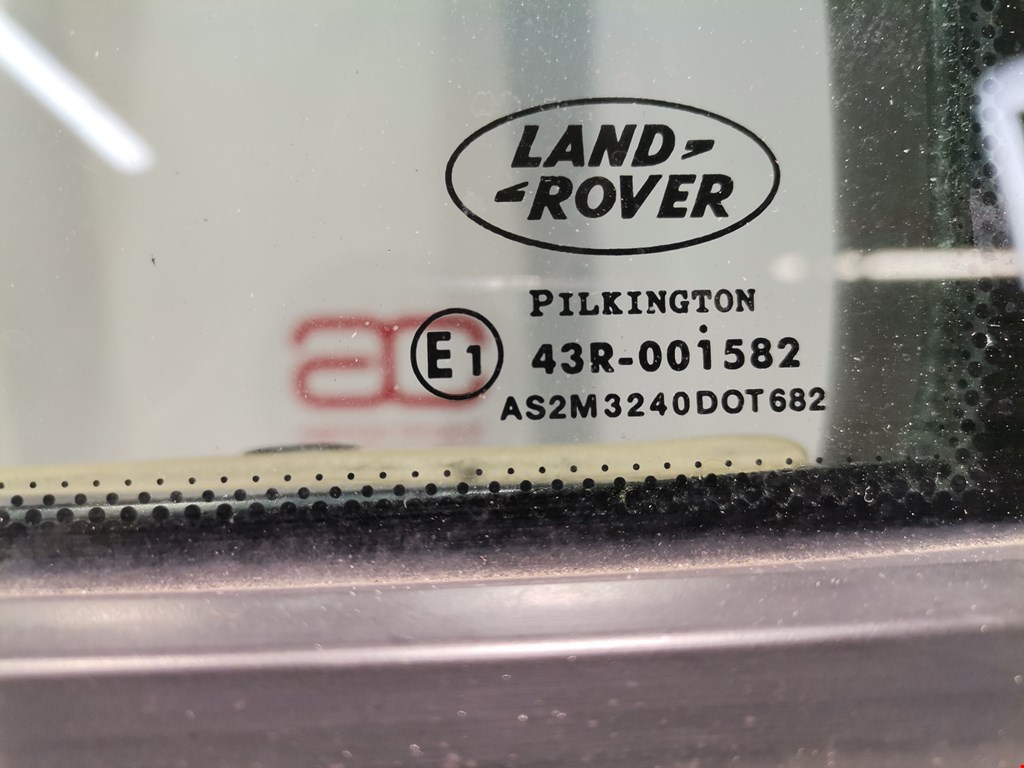 LAND
ROVER
PILKINGTON
E1 43R-001582
AS2M3240DOT682